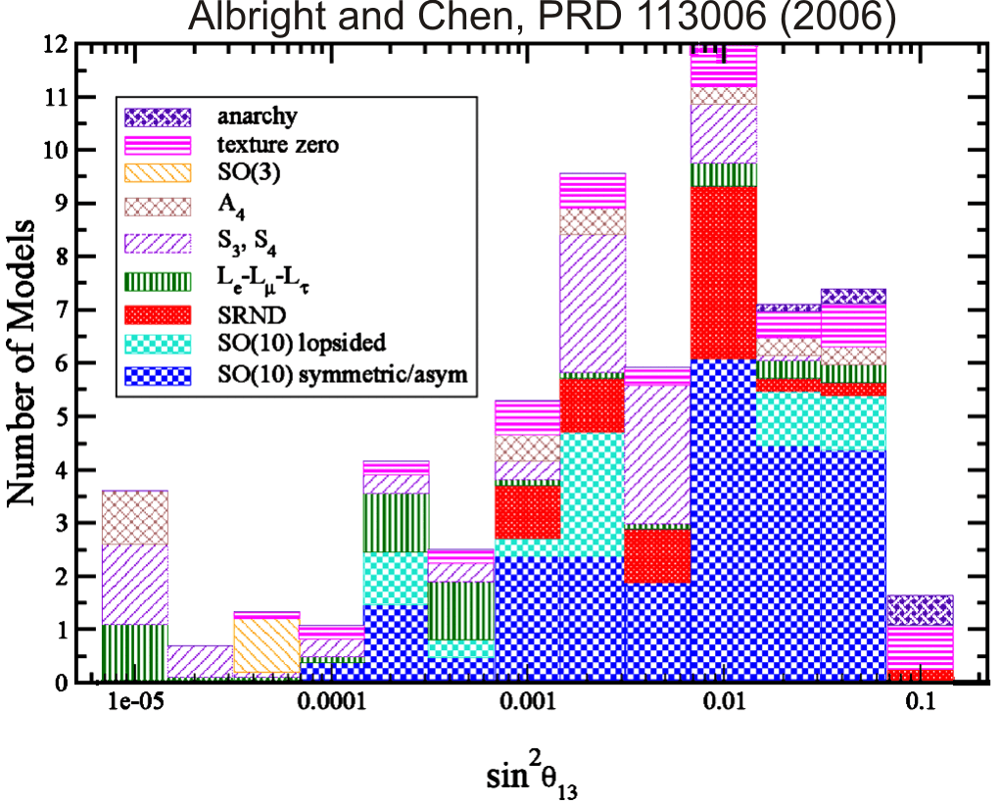 Albright and Chen, PRD 113006 (2006)
12
11
10
9
8
7
6
5
4
3
2
1
0
Number of Models
anarchy
texture zero
SO(3)
A4
S3, S4
Le-Lμ-Lτ
SRND
SO(10) lopsided
SO(10) symmetric/asym
1e-05 0.0001 0.001 0.01 0.1
sin²θ13